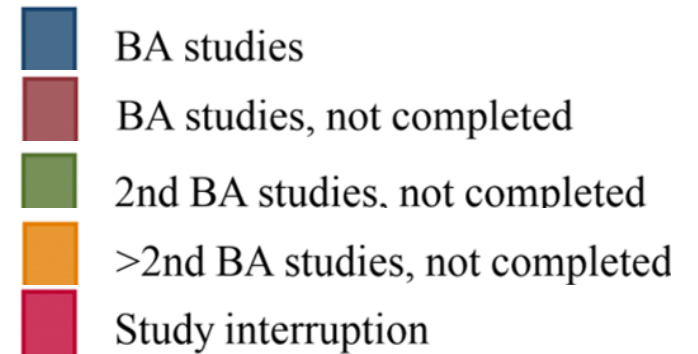 BA studies
BA studies, not completed
2nd BA studies, not completed
>2nd BA studies, not completed
Study interruption